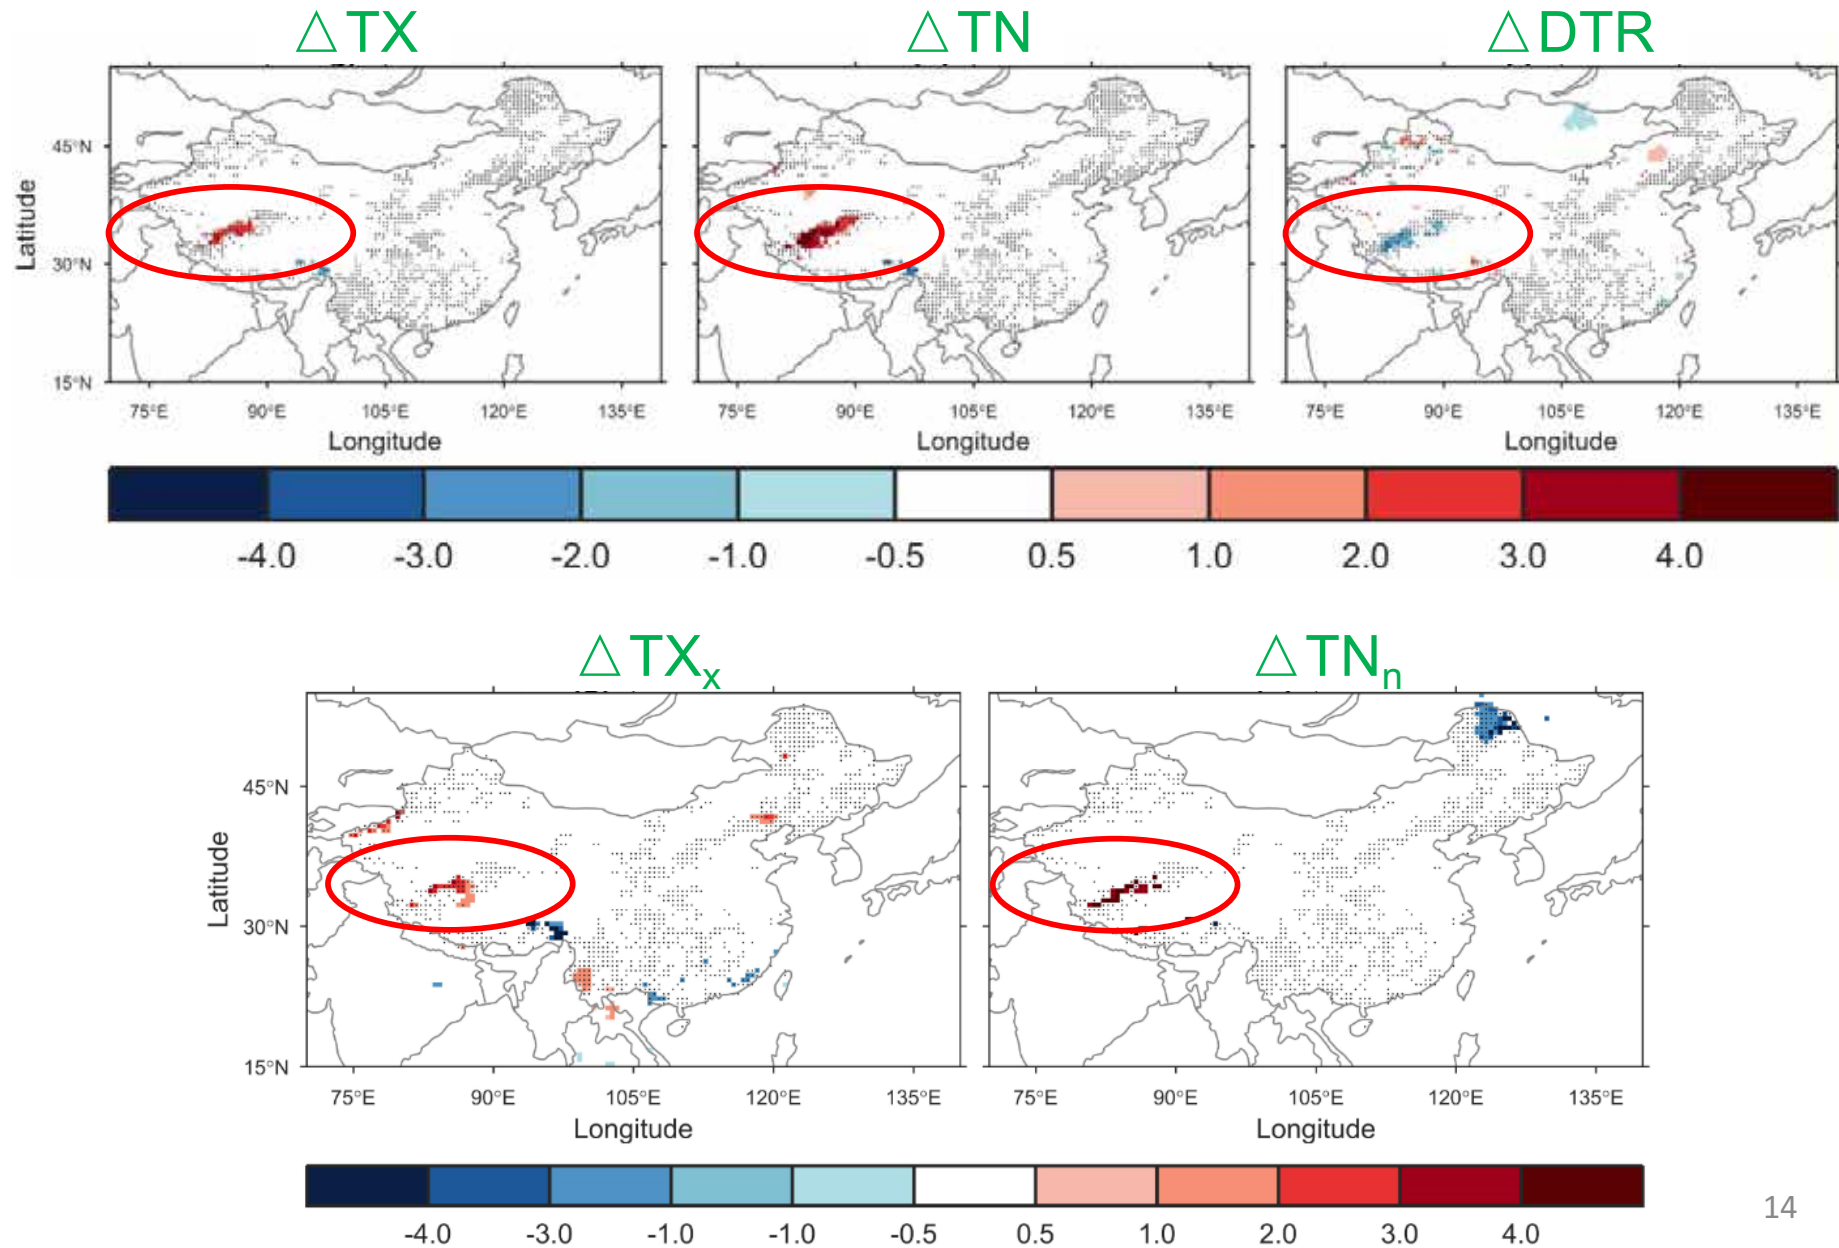 △TX △TN △DTR
Latitude
45°N
30°N
15°N
75°E 90°E 105°E 120°E 135°E 75°E 90°E 105°E 120°E 135°E 75°E 90°E 105°E 120°E 135°E
Longitude Longitude Longitude
-4.0 -3.0 -2.0 -1.0 -0.5 0.5 1.0 2.0 3.0 4.0
△TXx △TNn
Latitude
45°N
30°N
15°N
75°E 90°E 105°E 120°E 135°E 75°E 90°E 105°E 120°E 135°E
Longitude Longitude
-4.0 -3.0 -1.0 -1.0 -0.5 0.5 1.0 2.0 3.0 4.0
14